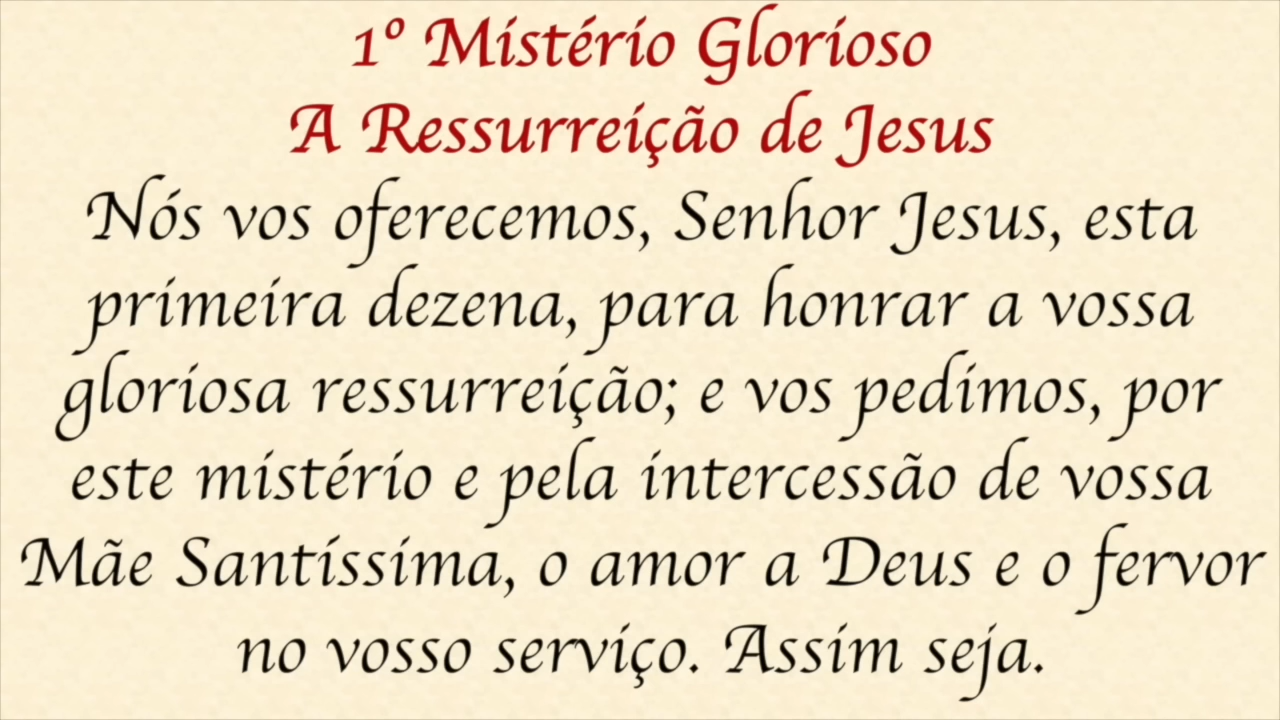 1º Mistério Glorioso
A Ressurreição de Jesus
Nós vos oferecemos, Senhor Jesus, esta
primeira dezena, para honrar a vossa
gloriosa ressurreição; e vos pedimos, por
este mistério e pela intercessão de vossa
Mãe Santíssima, o amor a Deus e o fervor
no vosso serviço. Assim seja.